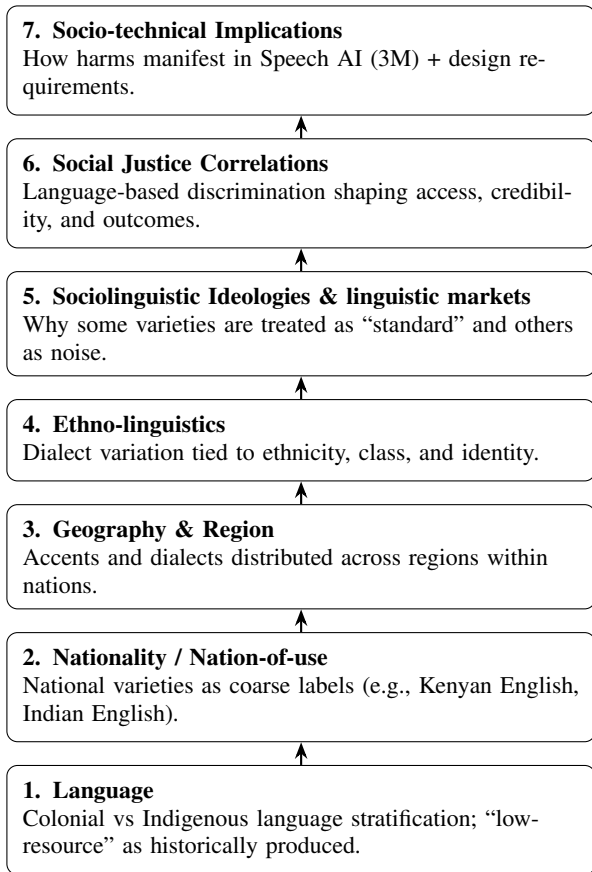 7. Socio-technical Implications
How harms manifest in Speech AI (3M) + design re-
quirements.
6. Social Justice Correlations
Language-based discrimination shaping access, credibil-
ity, and outcomes.
5. Sociolinguistic Ideologies & linguistic markets
Why some varieties are treated as “standard” and others
as noise.
4. Ethno-linguistics
Dialect variation tied to ethnicity, class, and identity.
3. Geography & Region
Accents and dialects distributed across regions within
nations.
2. Nationality / Nation-of-use
National varieties as coarse labels (e.g., Kenyan English,
Indian English).
1. Language
Colonial vs Indigenous language stratification; “low-
resource” as historically produced.